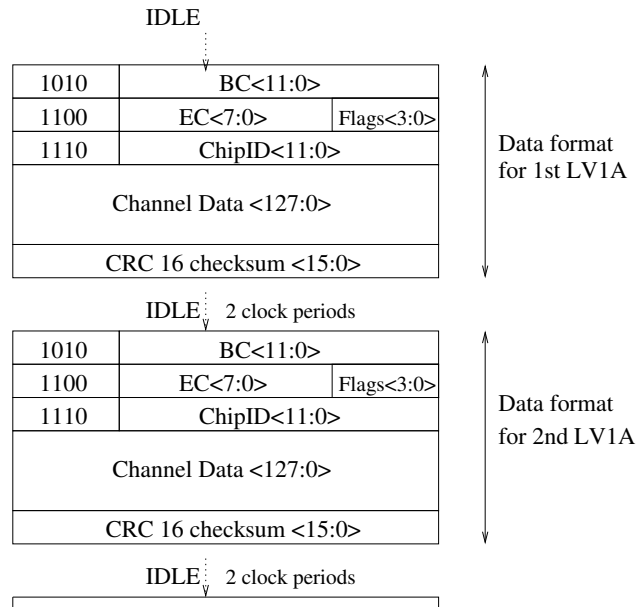 IDLE
1010 BC<11:0>
1100 EC<7:0> Flags<3:0>
1110 ChipID<11:0>
Channel Data <127:0>
CRC 16 checksum <15:0>
Data format
for 1st LV1A
IDLE 2 clock periods
1010 BC<11:0>
1100 EC<7:0> Flags<3:0>
1110 ChipID<11:0>
Channel Data <127:0>
CRC 16 checksum <15:0>
Data format
for 2nd LV1A
IDLE 2 clock periods